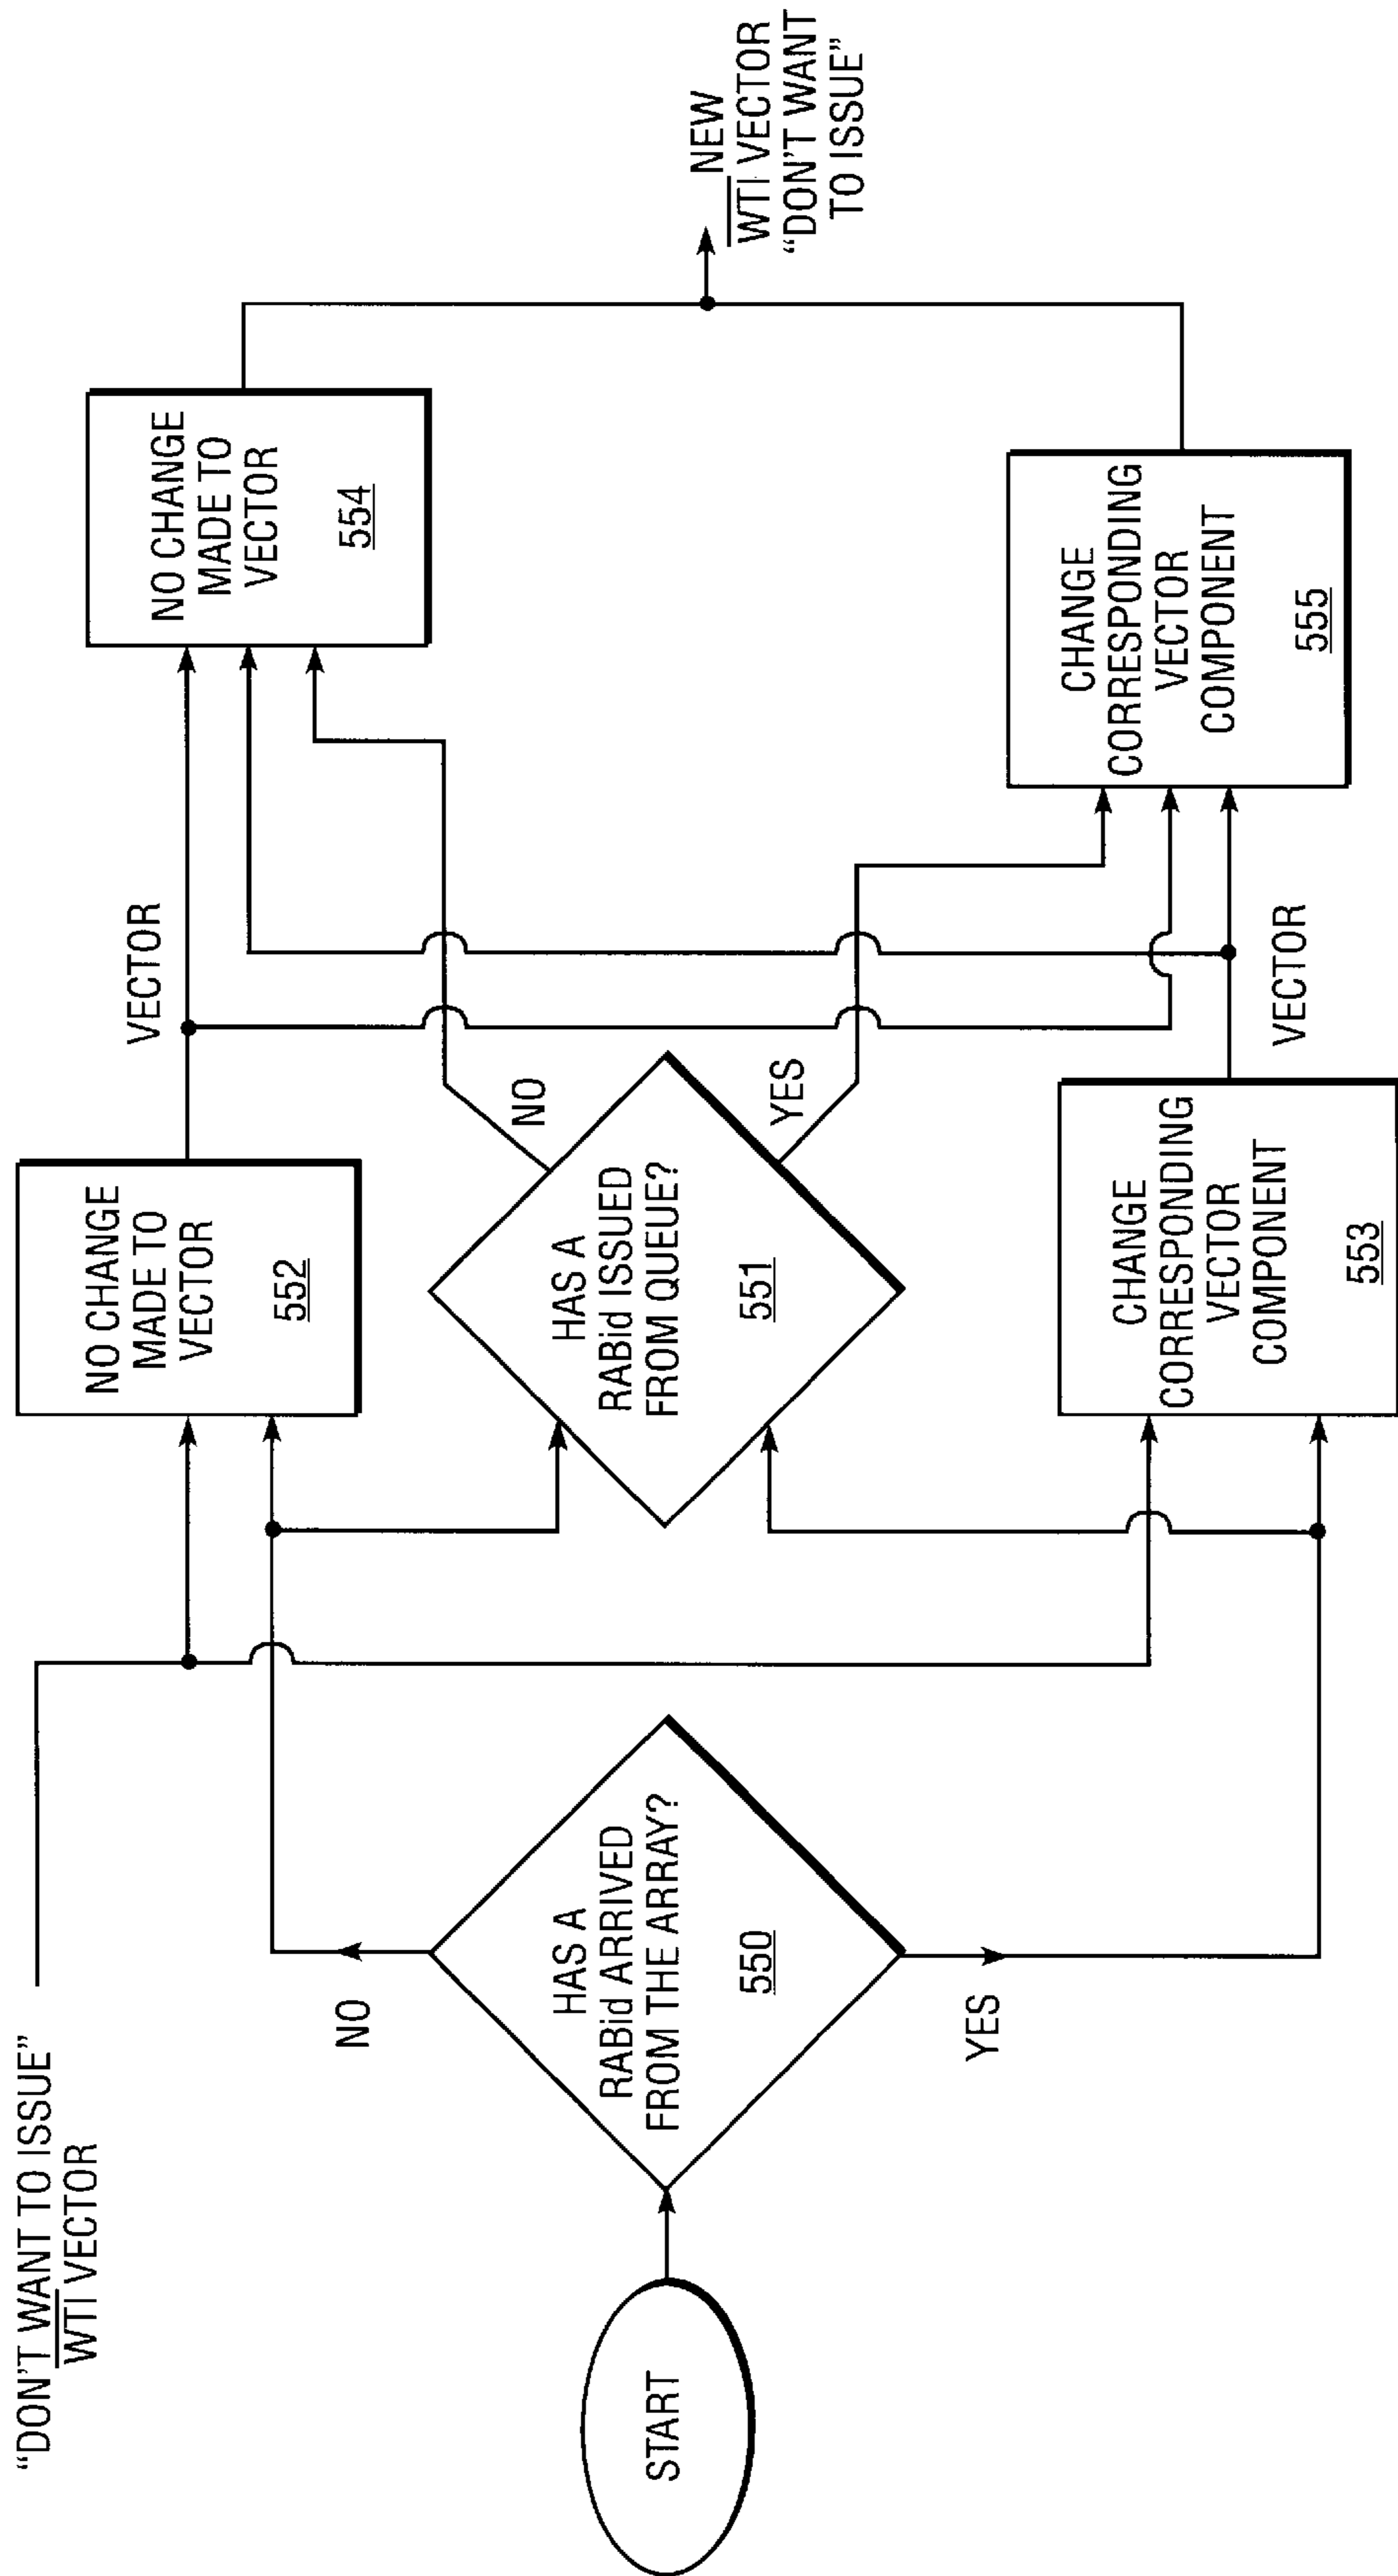 "DON'T WANT TO ISSUE"
WTI VECTOR
START
HAS A
RABid ARRIVED
FROM THE ARRAY?
550
NO
YES
NO CHANGE
MADE TO
VECTOR
552
HAS A
RABid ISSUED
FROM QUEUE?
551
CHANGE
CORRESPONDING
VECTOR
COMPONENT
553
VECTOR
NO
YES
VECTOR
NO CHANGE
MADE TO
VECTOR
554
CHANGE
CORRESPONDING
VECTOR
COMPONENT
555
NEW
WTI VECTOR
"DON'T WANT
TO ISSUE"